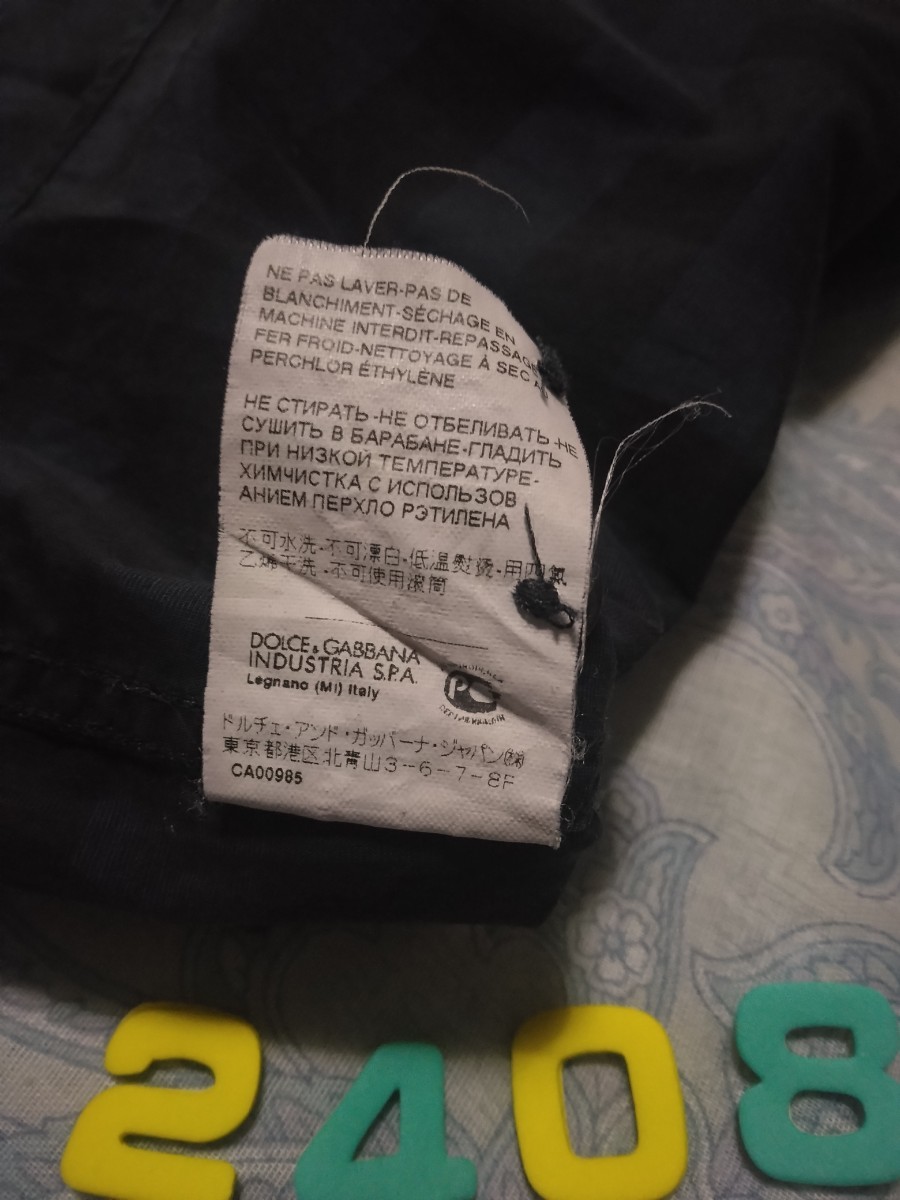 NE PAS LAVER-PAS DE
BLANCHIMENT-SÉCHAGE EN
MACHINE INTERDIT-REPASSAGE
FER FROID-NETTOYAGE À SEC
PERCHLOR ÉTHYLÈNE
НЕ СТИРАТЬ-НЕ ОТБЕЛИВАТЬ-НЕ
СУШИТЬ В БАРАБАНЕ-ГЛАДИТЬ
ПРИ НИЗКОЙ ТЕМПЕРАТУРЕ-
ХИМЧИСТКА С ИСПОЛЬЗОВ
АНИЕМ ПЕРХЛО РЭТИЛЕНА
不可水洗·不可漂白·低温熨烫·用四氯
乙烯干洗·不可使用滚筒
DOLCE & GABBANA
INDUSTRIA S.P.A.
Legnano (MI) Italy
PC
ドルチェ・アンド・ガッバーナ・ジャパン㈱
東京都港区北青山3-6-7-8F
CA00985
2408